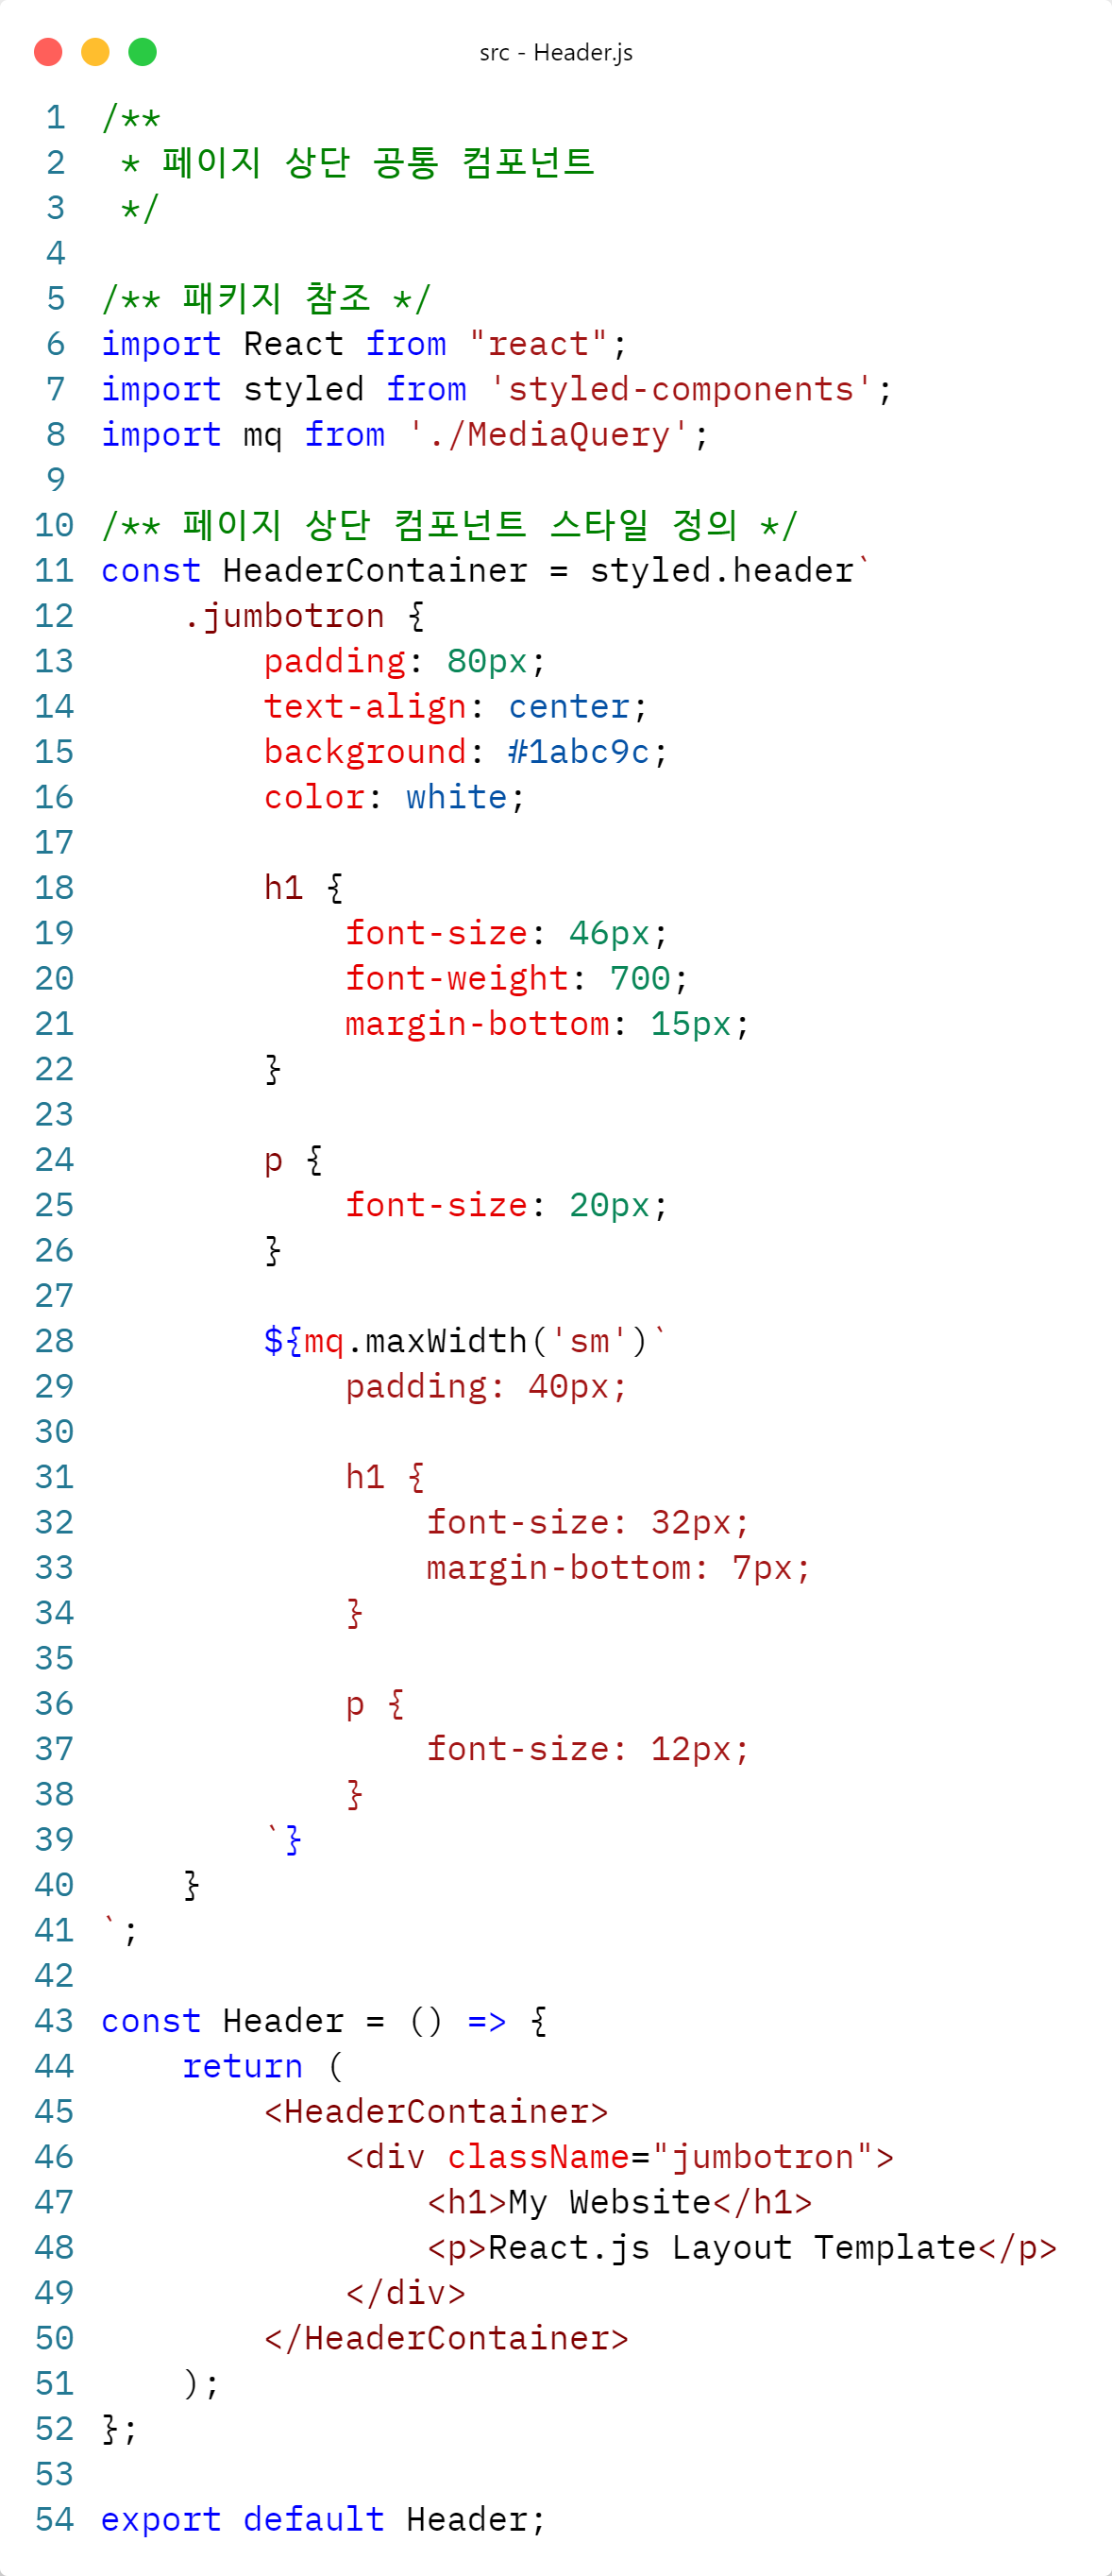 src - Header.js
1 /**
2  * 페이지 상단 공통 컴포넌트
3  */
4
5 /** 패키지 참조 */
6 import React from "react";
7 import styled from 'styled-components';
8 import mq from './MediaQuery';
9
10 /** 페이지 상단 컴포넌트 스타일 정의 */
11 const HeaderContainer = styled.header`
12     .jumbotron {
13         padding: 80px;
14         text-align: center;
15         background: #1abc9c;
16         color: white;
17
18         h1 {
19             font-size: 46px;
20             font-weight: 700;
21             margin-bottom: 15px;
22         }
23
24         p {
25             font-size: 20px;
26         }
27
28         ${mq.maxWidth('sm')`
29             padding: 40px;
30
31             h1 {
32                 font-size: 32px;
33                 margin-bottom: 7px;
34             }
35
36             p {
37                 font-size: 12px;
38             }
39         `}
40     }
41 `;
42
43 const Header = () => {
44     return (
45         <HeaderContainer>
46             <div className="jumbotron">
47                 <h1>My Website</h1>
48                 <p>React.js Layout Template</p>
49             </div>
50         </HeaderContainer>
51     );
52 };
53
54 export default Header;